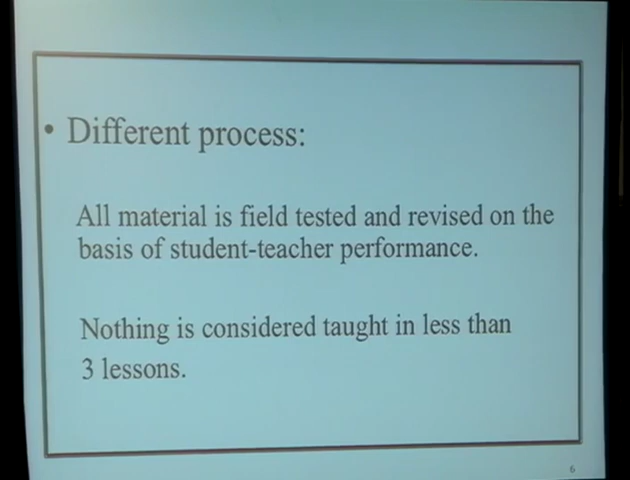 • Different process:
All material is field tested and revised on the
basis of student-teacher performance.
Nothing is considered taught in less than
3 lessons.
6